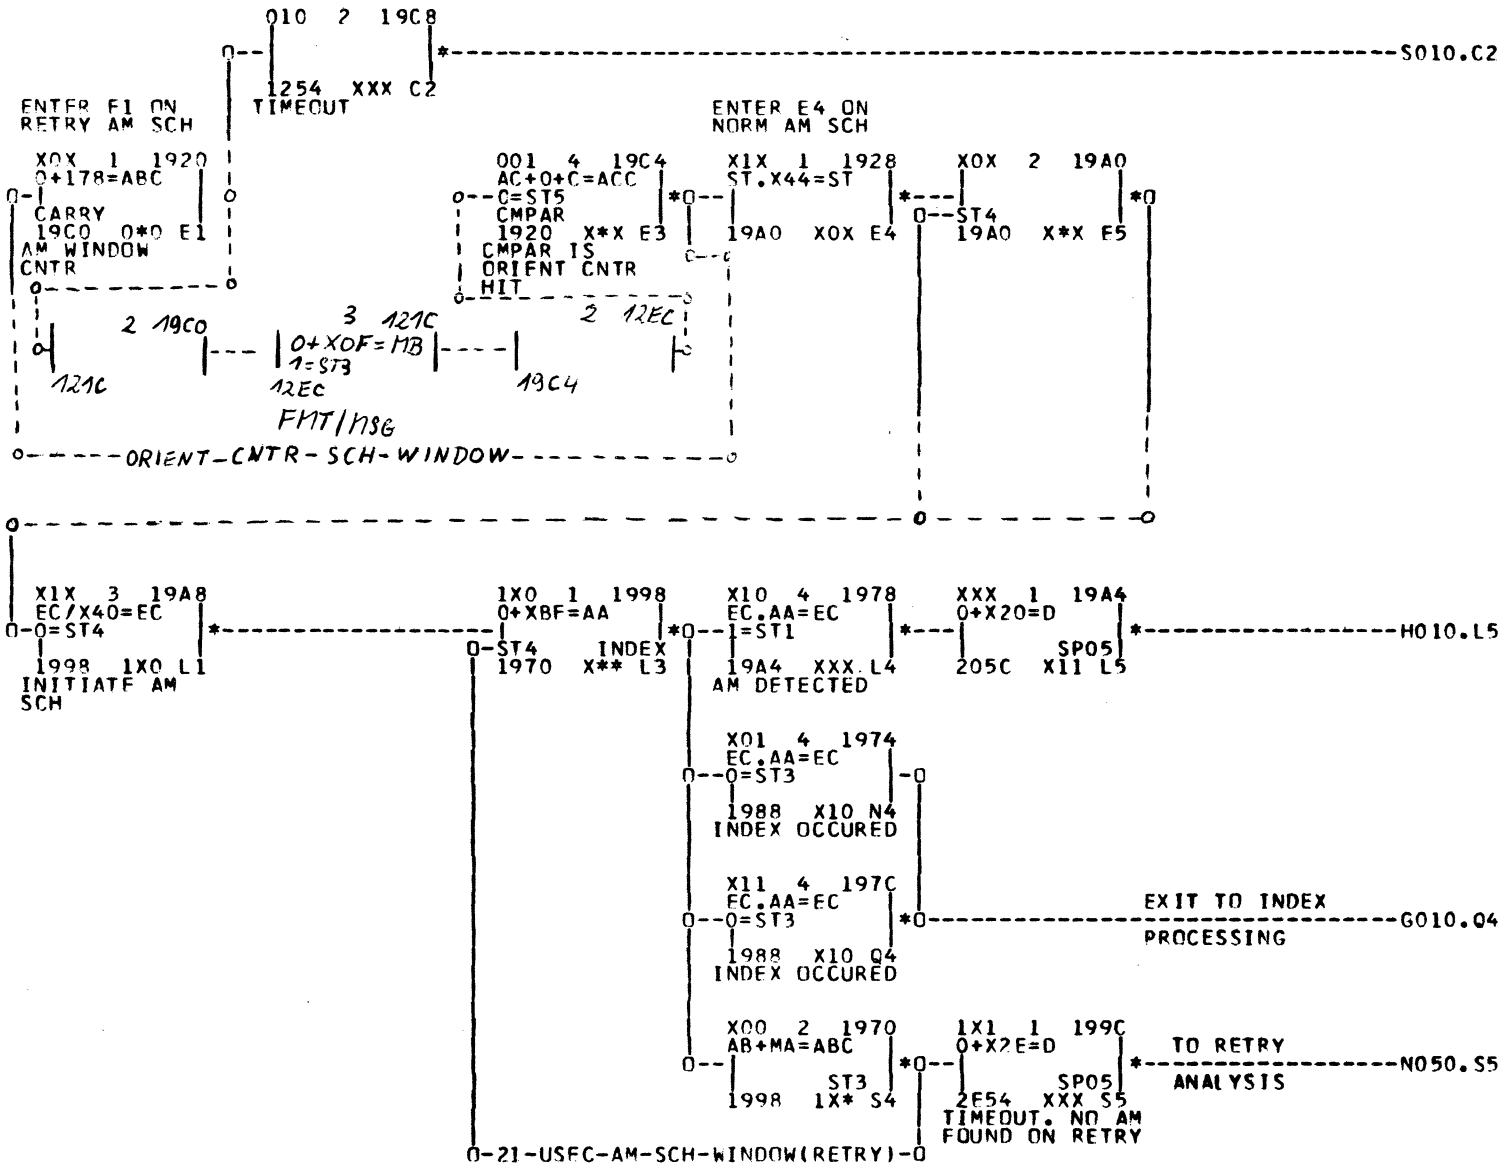 010 2 19C8
*
S010.C2
1254 XXX C2
TIMEOUT
ENTER E1 ON
RETRY AM SCH
ENTER E4 ON
NORM AM SCH
X0X 1 1920
0+178=ABC
CARRY
19C0 0*0 E1
AM WINDOW
CNTR
001 4 19C4
AC+0+C=ACC
C=ST5 *
CMPAR
1920 X*X E3
CMPAR IS
ORIENT CNTR
HIT
X1X 1 1928
ST.X44=ST
*
19A0 X0X E4
X0X 2 19A0
*
ST4
19A0 X*X E5
2 19C0
121C
3 121C
0+X0F=MB
1=ST3
12EC
FMT/MSG
2 12EC
19C4
ORIENT-CNTR-SCH-WINDOW
X1X 3 19A8
EC/X40=EC
0=ST4 *
1998 1X0 L1
INITIATE AM
SCH
1X0 1 1998
0+XBF=AA
*
ST4 INDEX
1970 X** L3
X10 4 1978
EC.AA=EC
1=ST1 *
19A4 XXX L4
AM DETECTED
XXX 1 19A4
0+X20=D
*
SP05
205C X11 L5
H010.L5
X01 4 1974
EC.AA=EC
0=ST3
1988 X10 N4
INDEX OCCURED
X11 4 197C
EC.AA=EC
0=ST3 *
1988 X10 Q4
INDEX OCCURED
EXIT TO INDEX
G010.Q4
PROCESSING
X00 2 1970
AB+MA=ABC
*
ST3
1998 1X* S4
1X1 1 199C
0+X2E=D
*
SP05
2E54 XXX S5
TIMEOUT. NO AM
FOUND ON RETRY
TO RETRY
N050.S5
ANALYSIS
21-USEC-AM-SCH-WINDOW(RETRY)